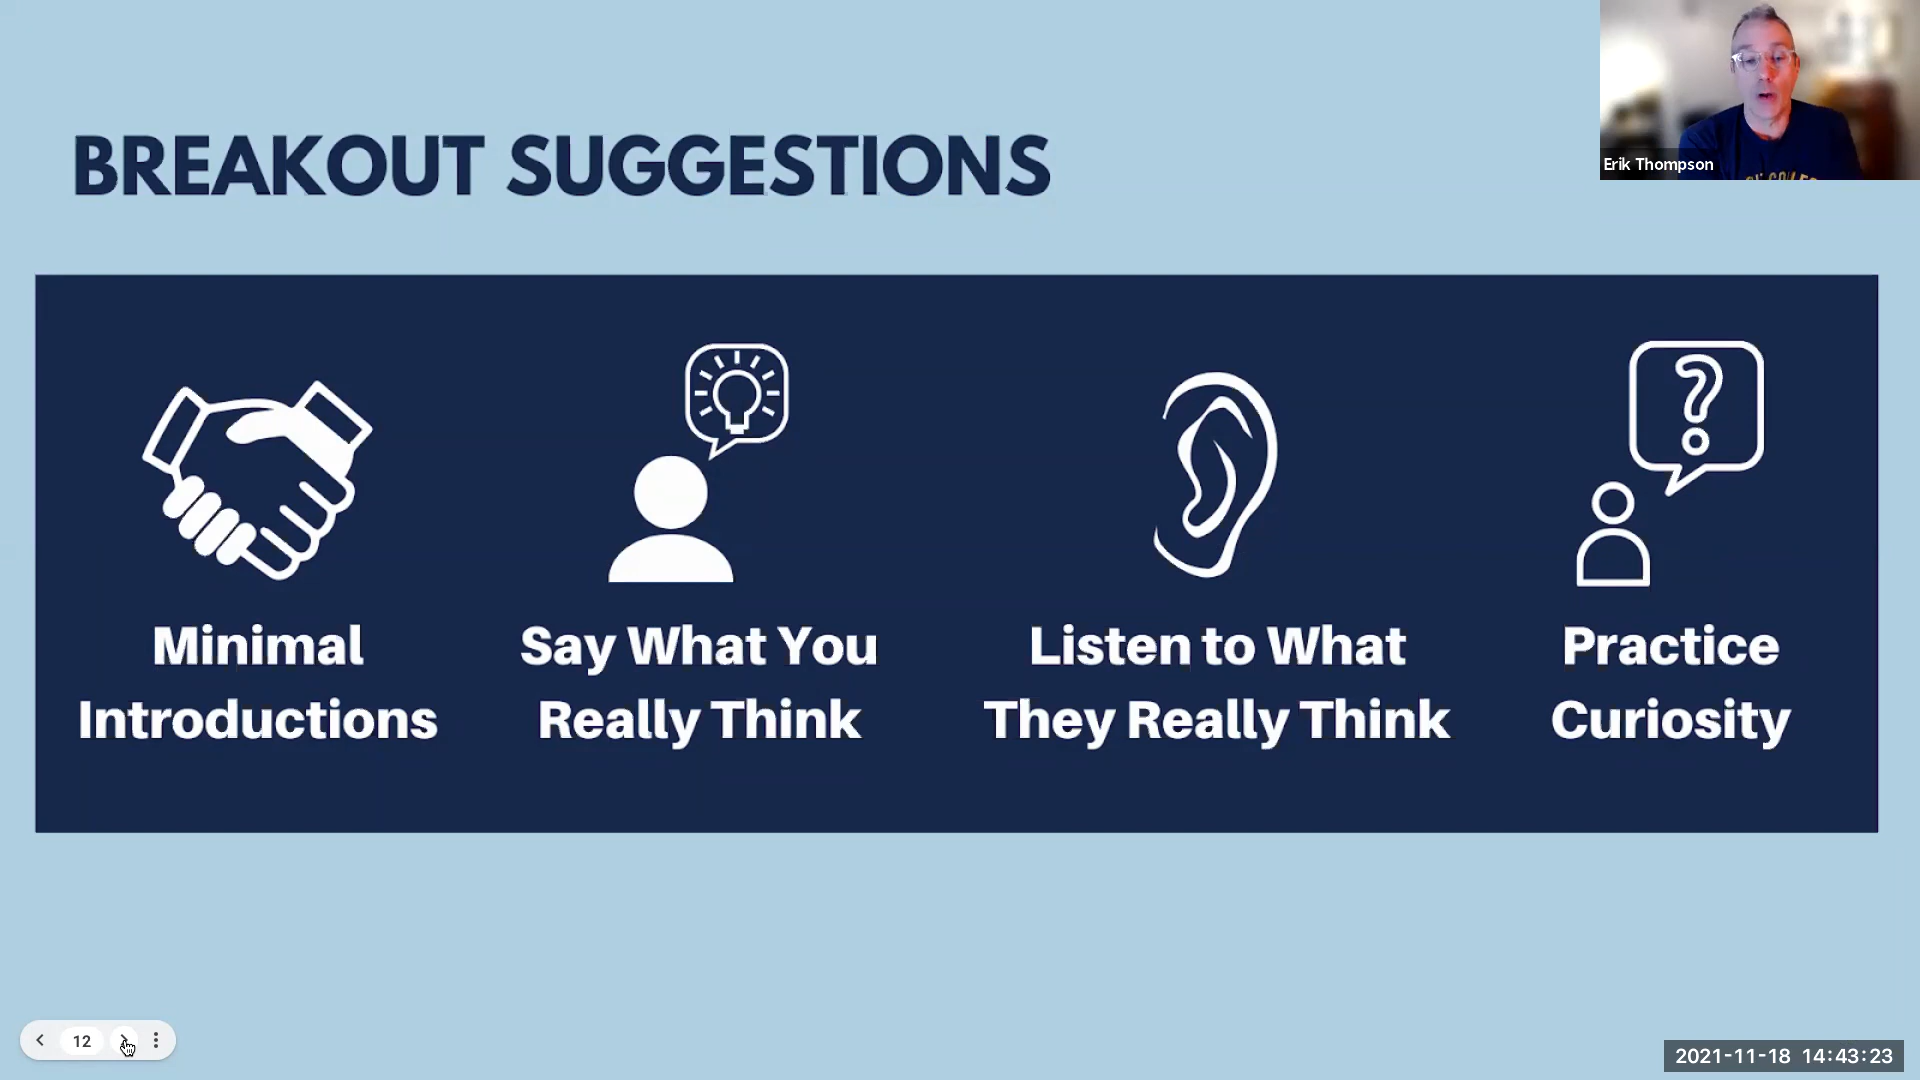 BREAKOUT SUGGESTIONS
Erik Thompson
Minimal
Introductions
Say What You
Really Think
Listen to What
They Really Think
Practice
Curiosity
12
2021-11-18 14:43:23